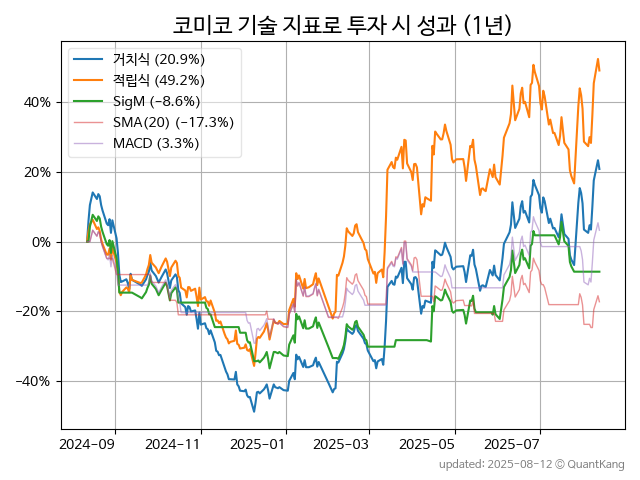 코미코 기술 지표로 투자 시 성과 (1년)
거치식 (20.9%)
적립식 (49.2%)
SigM (−8.6%)
SMA(20) (−17.3%)
MACD (3.3%)
40%
20%
0%
−20%
−40%
2024-09 2024-11 2025-01 2025-03 2025-05 2025-07
updated: 2025-08-12 © QuantKang